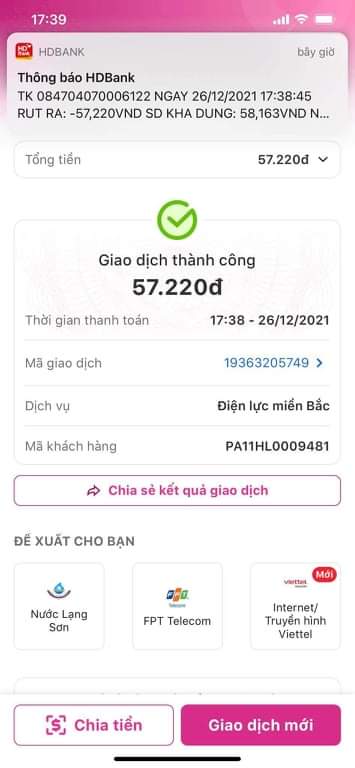 17:39
HDBANK
bây giờ
Thông báo HDBank
TK 084704070006122 NGAY 26/12/2021 17:38:45
RUT RA: -57,220VND SD KHA DUNG: 58,163VND N...
Tổng tiền 57.220đ
Giao dịch thành công
57.220đ
Thời gian thanh toán 17:38 - 26/12/2021
Mã giao dịch 19363205749
Dịch vụ Điện lực miền Bắc
Mã khách hàng PA11HL0009481
Chia sẻ kết quả giao dịch
ĐỀ XUẤT CHO BẠN
Nước Lạng
Sơn
FPT
Telecom
FPT Telecom
Mới
viettel
Internet/
Truyền hình
Viettel
Chia tiền
Giao dịch mới